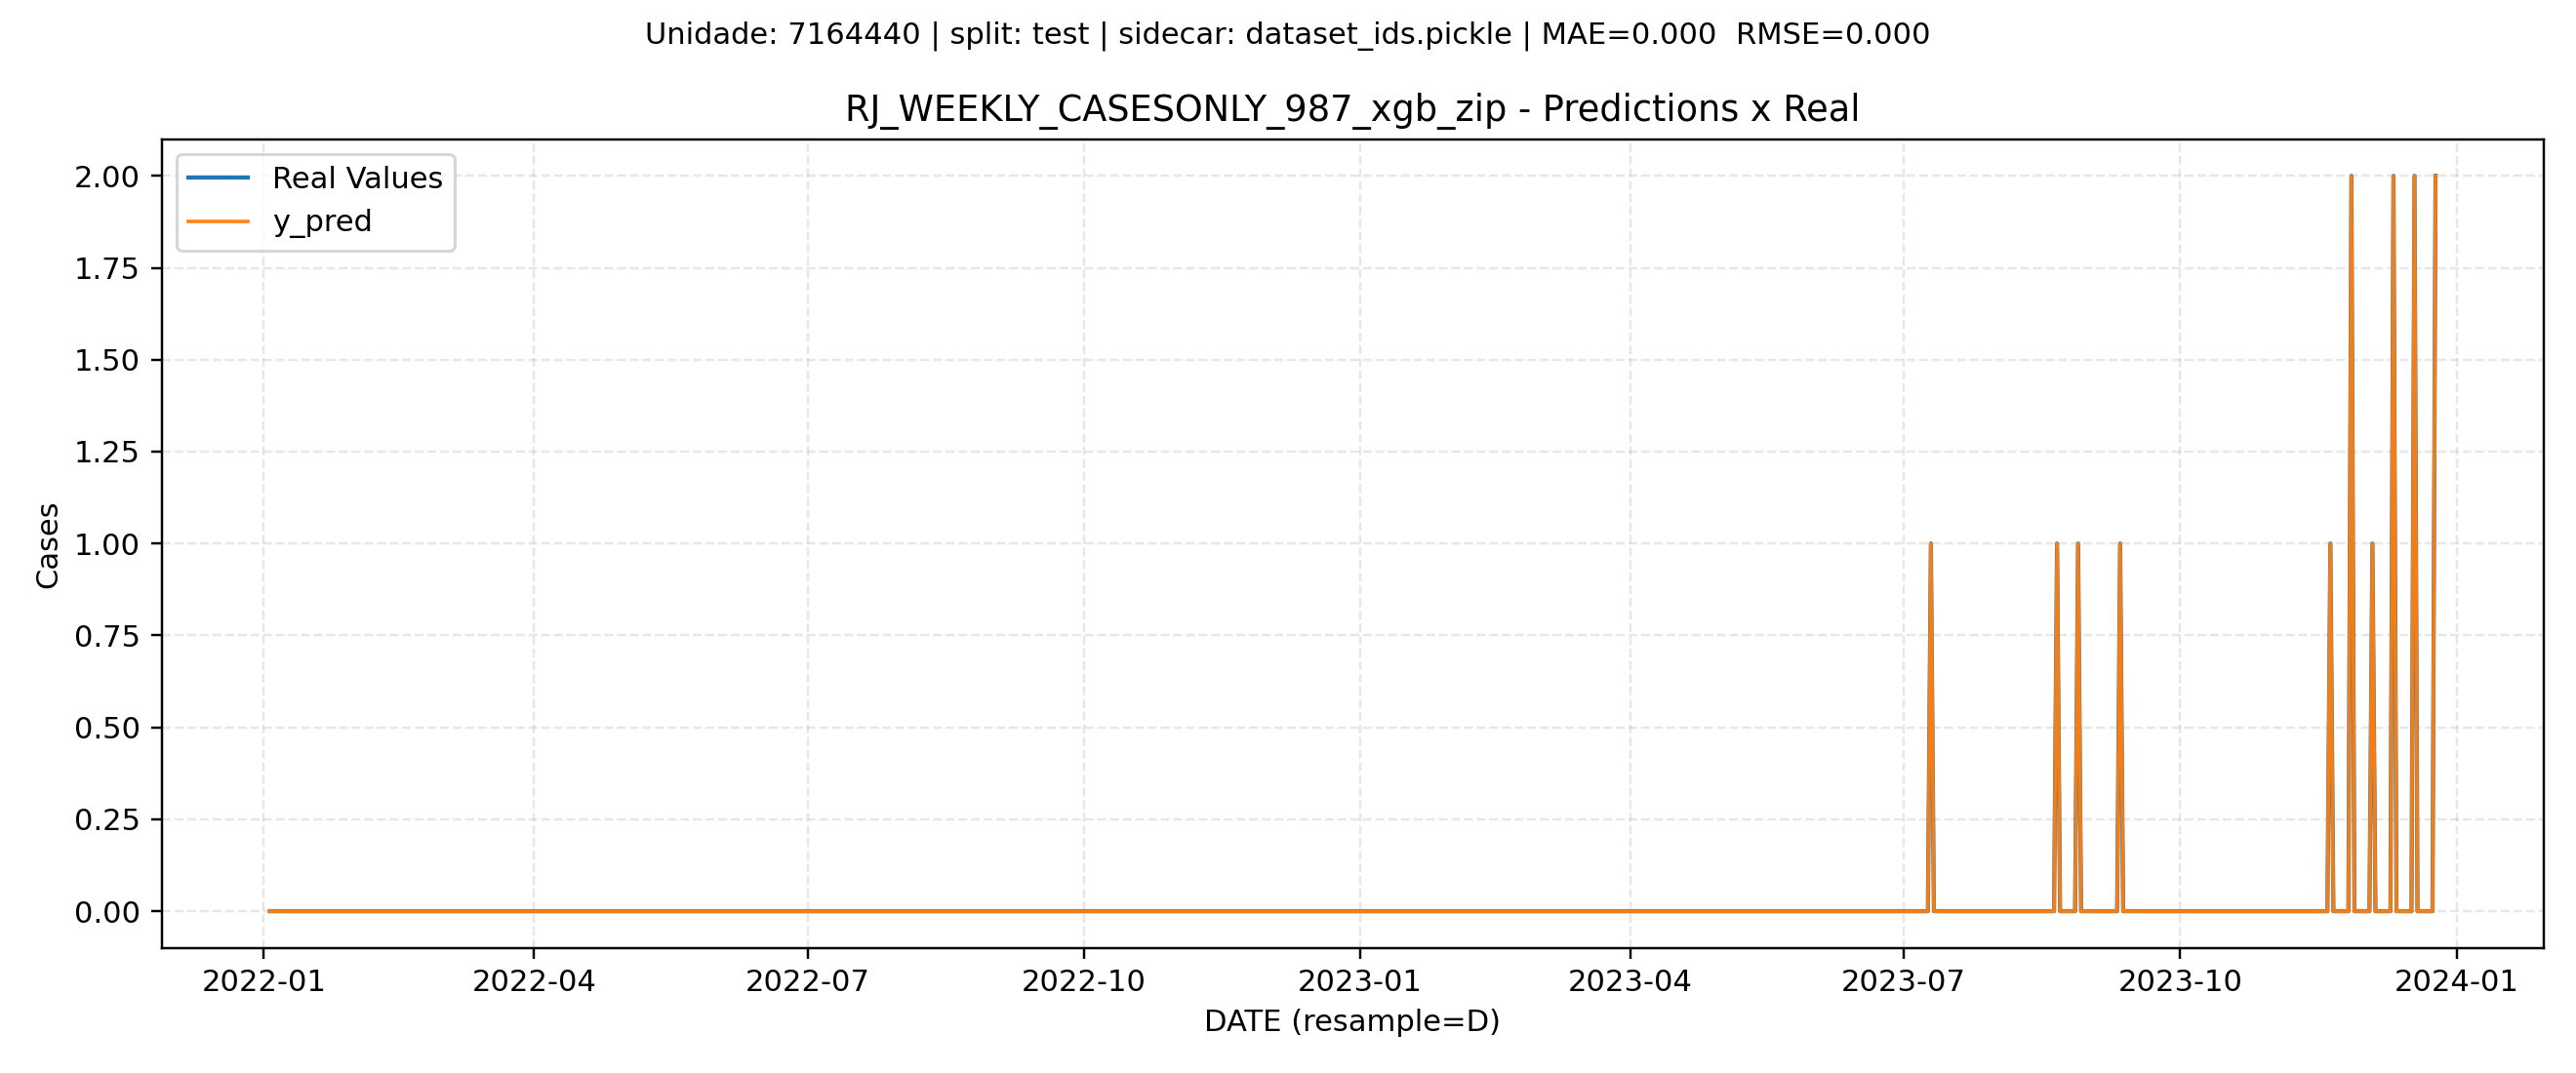 Unidade: 7164440 | split: test | sidecar: dataset_ids.pickle | MAE=0.000  RMSE=0.000
RJ_WEEKLY_CASESONLY_987_xgb_zip - Predictions x Real
Real Values
y_pred
2.00
1.75
1.50
1.25
1.00
0.75
0.50
0.25
0.00
Cases
2022-01 2022-04 2022-07 2022-10 2023-01 2023-04 2023-07 2023-10 2024-01
DATE (resample=D)